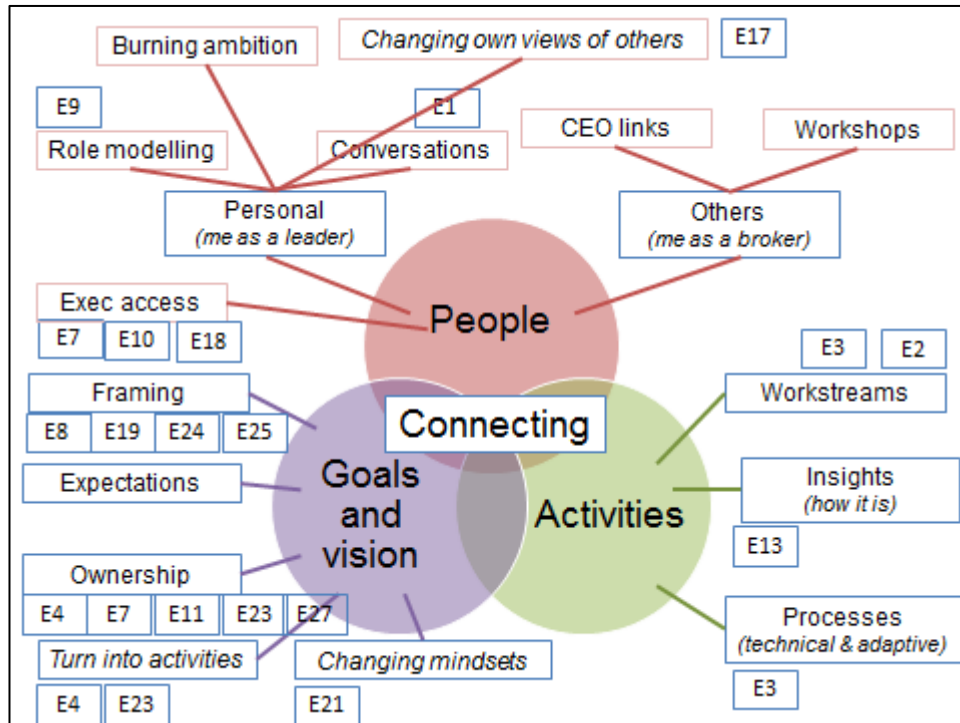 Burning ambition
Changing own views of others
E17
E9
E1
CEO links
Workshops
Role modelling
Conversations
Personal
(me as a leader)
Others
(me as a broker)
Exec access
People
E7
E10
E18
E3
E2
Framing
Workstreams
Connecting
E8
E19
E24
E25
Expectations
Goals
and
vision
Activities
Insights
(how it is)
E13
Ownership
E4
E7
E11
E23
E27
Processes
(technical & adaptive)
Turn into activities
Changing mindsets
E3
E4
E23
E21